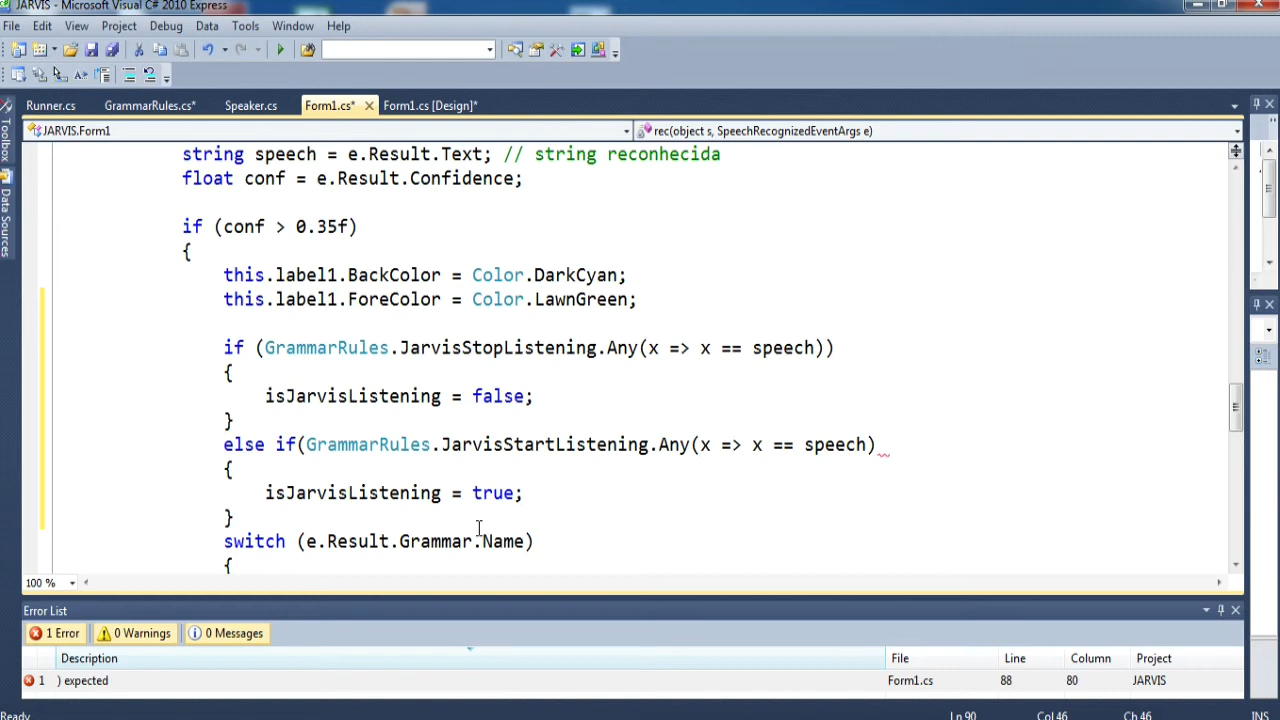 JARVIS - Microsoft Visual C# 2010 Express
File Edit View Project Debug Data Tools Window Help
Runner.cs GrammarRules.cs* Speaker.cs Form1.cs* Form1.cs [Design]*
JARVIS.Form1 rec(object s, SpeechRecognizedEventArgs e)
Toolbox
Data Sources
string speech = e.Result.Text; // string reconhecida
float conf = e.Result.Confidence;
if (conf > 0.35f)
{
this.label1.BackColor = Color.DarkCyan;
this.label1.ForeColor = Color.LawnGreen;
if (GrammarRules.JarvisStopListening.Any(x => x == speech))
{
isJarvisListening = false;
}
else if(GrammarRules.JarvisStartListening.Any(x => x == speech)
{
isJarvisListening = true;
}
switch (e.Result.Grammar.Name)
{
100 %
Error List
1 Error 0 Warnings 0 Messages
Description File Line Column Project
1 ) expected Form1.cs 88 80 JARVIS
Ready Ln 90 Col 46 Ch 46 INS